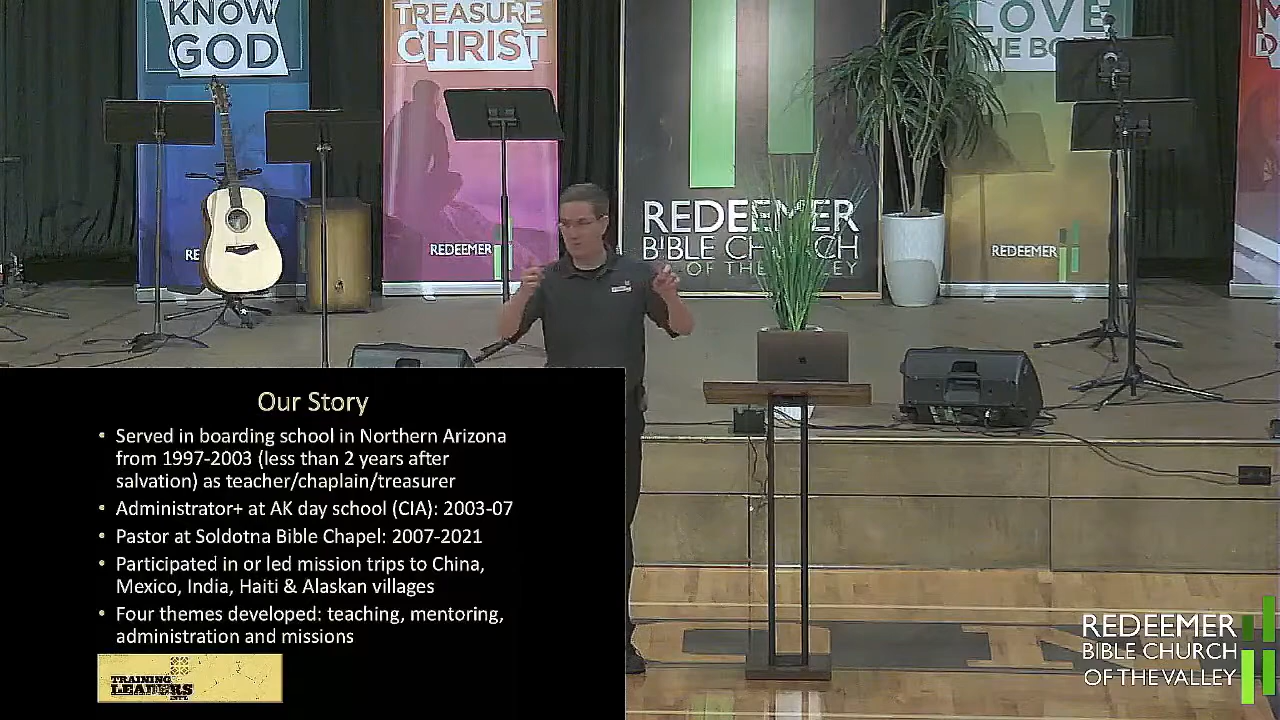 KNOW
GOD
TREASURE
CHRIST
LOVE
THE BODY
REDEEMER
REDEEMER
REDEEMER
BIBLE CHURCH
OF THE VALLEY
Our Story
• Served in boarding school in Northern Arizona
from 1997-2003 (less than 2 years after
salvation) as teacher/chaplain/treasurer
• Administrator+ at AK day school (CIA): 2003-07
• Pastor at Soldotna Bible Chapel: 2007-2021
• Participated in or led mission trips to China,
Mexico, India, Haiti & Alaskan villages
• Four themes developed: teaching, mentoring,
administration and missions
TRAINING
LEADERS
INTL
REDEEMER
BIBLE CHURCH
OF THE VALLEY